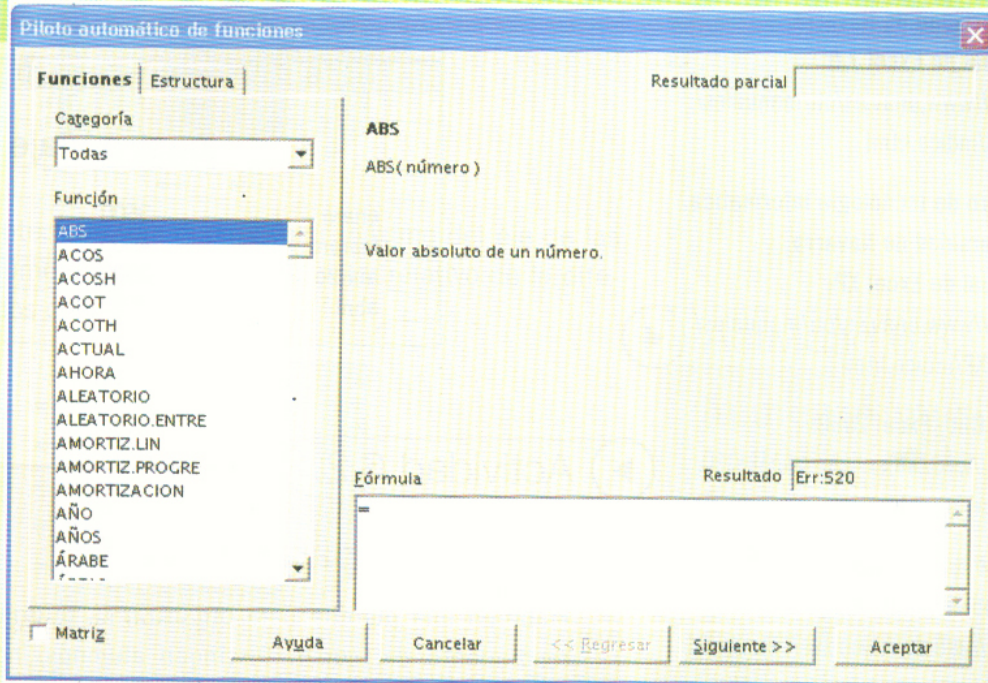 Piloto automático de funciones
Funciones Estructura
Resultado parcial
Categoría
Todas
Función
ABS
ACOS
ACOSH
ACOT
ACOTH
ACTUAL
AHORA
ALEATORIO
ALEATORIO.ENTRE
AMORTIZ.LIN
AMORTIZ.PROGRE
AMORTIZACION
AÑO
AÑOS
ÁRABE
ABS
ABS( número )
Valor absoluto de un número.
Fórmula
Resultado Err:520
=
Matriz
Ayuda
Cancelar
<< Regresar
Siguiente >>
Aceptar